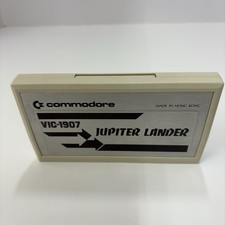 commodore
MADE IN HONG KONG
VIC-1907
JUPITER LANDER